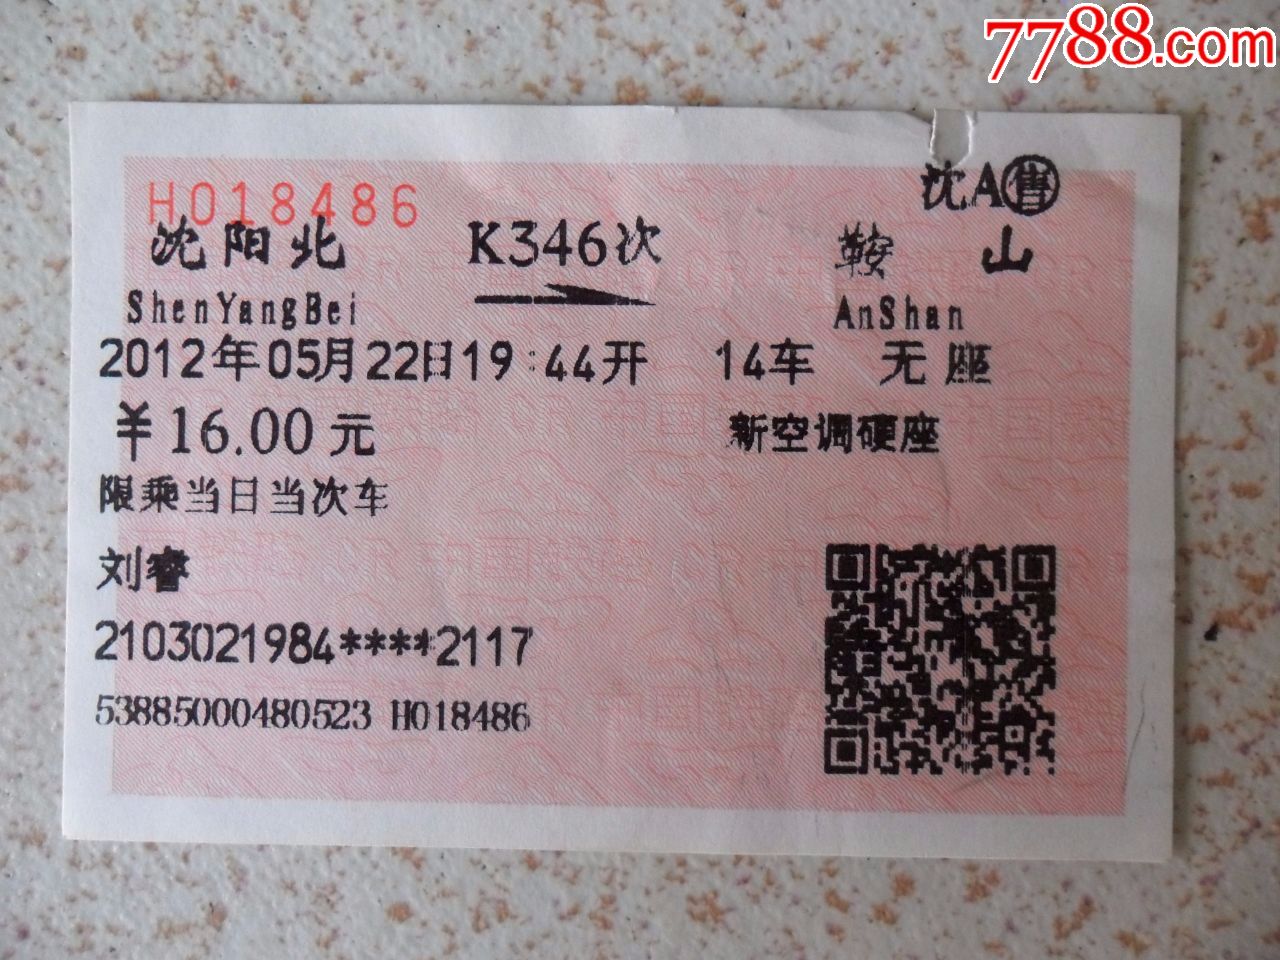 7788.com
沈A售
H018486
沈阳北 K346次 鞍山
ShenYangBei AnShan
2012年05月22日19:44开 14车 无座
¥16.00元 新空调硬座
限乘当日当次车
刘睿
2103021984****2117
53885000480523 H018486